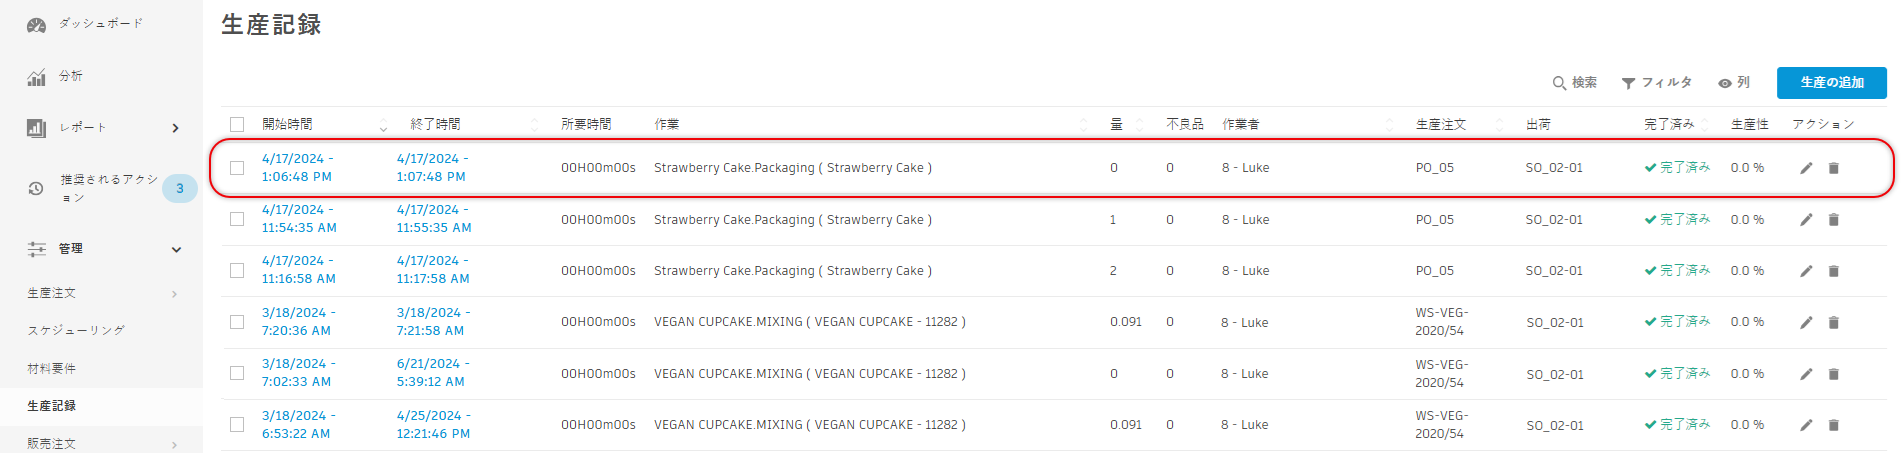 ダッシュボード
分析
レポート
推奨されるアクシ
ョン
3
管理
生産注文
スケジューリング
材料要件
生産記録
販売注文
生産記録
検索 フィルタ 列 生産の追加
開始時間 終了時間 所要時間 作業 量 不良品 作業者 生産注文 出荷 完了済み 生産性 アクション
4/17/2024 - 4/17/2024 -
1:06:48 PM 1:07:48 PM 00H00m00s Strawberry Cake.Packaging ( Strawberry Cake ) 0 0 8 - Luke PO_05 SO_02-01 完了済み 0.0 %
4/17/2024 - 4/17/2024 -
11:54:35 AM 11:55:35 AM 00H00m00s Strawberry Cake.Packaging ( Strawberry Cake ) 1 0 8 - Luke PO_05 SO_02-01 完了済み 0.0 %
4/17/2024 - 4/17/2024 -
11:16:58 AM 11:17:58 AM 00H00m00s Strawberry Cake.Packaging ( Strawberry Cake ) 2 0 8 - Luke PO_05 SO_02-01 完了済み 0.0 %
3/18/2024 - 3/18/2024 - WS-VEG-
7:20:36 AM 7:21:58 AM 00H00m00s VEGAN CUPCAKE.MIXING ( VEGAN CUPCAKE - 11282 ) 0.091 0 8 - Luke 2020/54 SO_02-01 完了済み 0.0 %
3/18/2024 - 6/21/2024 - WS-VEG-
7:02:33 AM 5:39:12 AM 00H00m00s VEGAN CUPCAKE.MIXING ( VEGAN CUPCAKE - 11282 ) 0 0 8 - Luke 2020/54 SO_02-01 完了済み 0.0 %
3/18/2024 - 4/25/2024 - WS-VEG-
6:53:22 AM 12:21:46 PM 00H00m00s VEGAN CUPCAKE.MIXING ( VEGAN CUPCAKE - 11282 ) 0.091 0 8 - Luke 2020/54 SO_02-01 完了済み 0.0 %